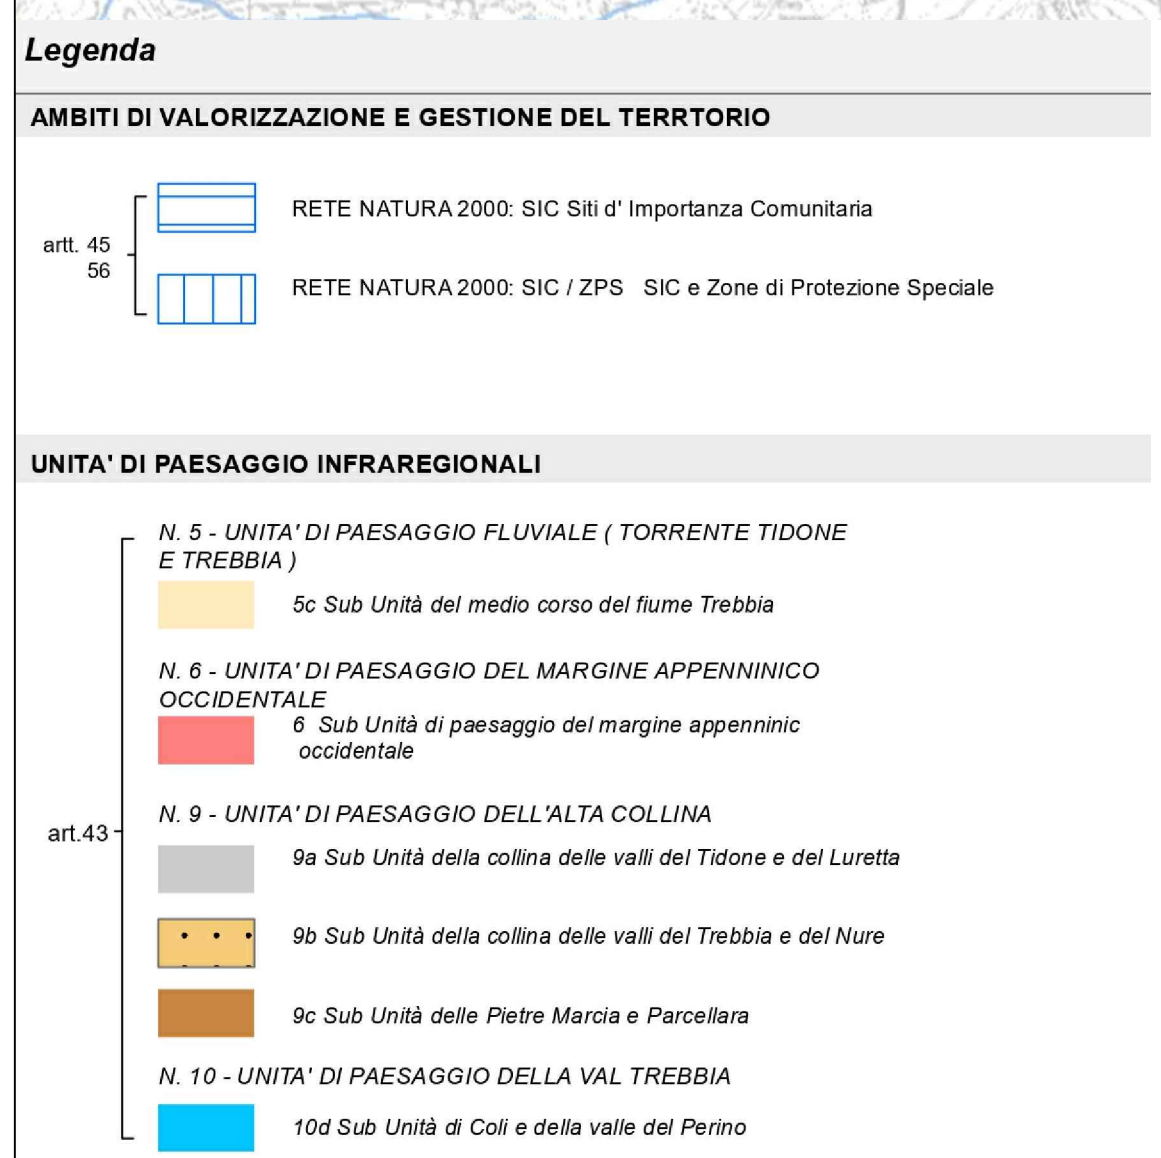 Legenda
AMBITI DI VALORIZZAZIONE E GESTIONE DEL TERRTORIO
artt. 45
56
RETE NATURA 2000: SIC Siti d' Importanza Comunitaria
RETE NATURA 2000: SIC / ZPS SIC e Zone di Protezione Speciale
UNITA' DI PAESAGGIO INFRAREGIONALI
art.43
N. 5 - UNITA' DI PAESAGGIO FLUVIALE ( TORRENTE TIDONE
E TREBBIA )
5c Sub Unità del medio corso del fiume Trebbia
N. 6 - UNITA' DI PAESAGGIO DEL MARGINE APPENNINICO
OCCIDENTALE
6 Sub Unità di paesaggio del margine appenninic
occidentale
N. 9 - UNITA' DI PAESAGGIO DELL'ALTA COLLINA
9a Sub Unità della collina delle valli del Tidone e del Luretta
9b Sub Unità della collina delle valli del Trebbia e del Nure
9c Sub Unità delle Pietre Marcia e Parcellara
N. 10 - UNITA' DI PAESAGGIO DELLA VAL TREBBIA
10d Sub Unità di Coli e della valle del Perino